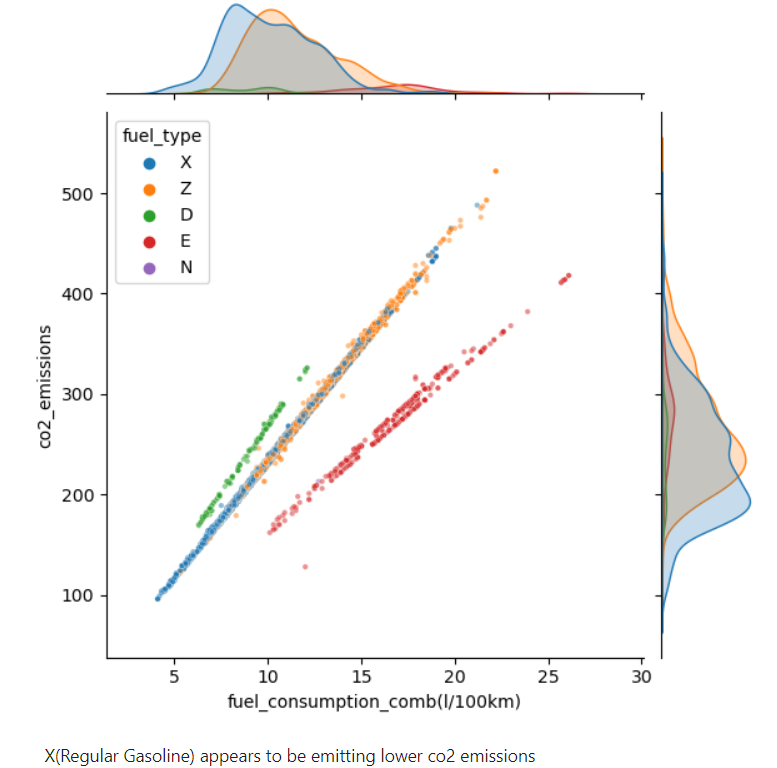 fuel_type
X
Z
D
E
N
500
400
300
200
100
co2_emissions
5 10 15 20 25 30
fuel_consumption_comb(l/100km)
X(Regular Gasoline) appears to be emitting lower co2 emissions